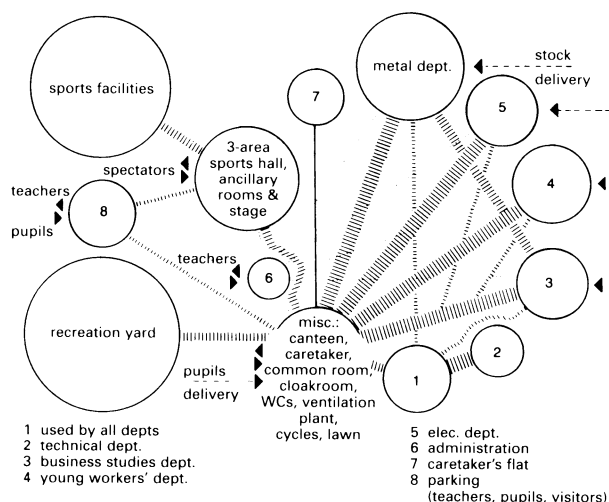 sports facilities
7
metal dept.
stock
delivery
5
spectators
3-area
sports hall,
ancillary
rooms &
stage
4
teachers
8
pupils
teachers
6
3
recreation yard
misc.:
canteen,
caretaker,
common room,
cloakroom,
WCs, ventilation
plant,
cycles, lawn
pupils
delivery
1
2
1 used by all depts
2 technical dept.
3 business studies dept.
4 young workers' dept.
5 elec. dept.
6 administration
7 caretaker's flat
8 parking
(teachers, pupils, visitors)